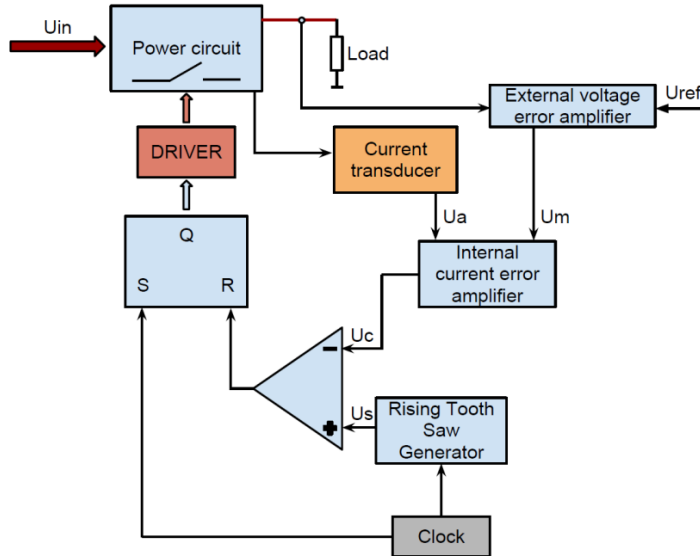 Uin
Power circuit
Load
External voltage
error amplifier
Uref
DRIVER
Current
transducer
Ua
Um
Q
S
R
Internal
current error
amplifier
Uc
Us
Rising Tooth
Saw
Generator
Clock